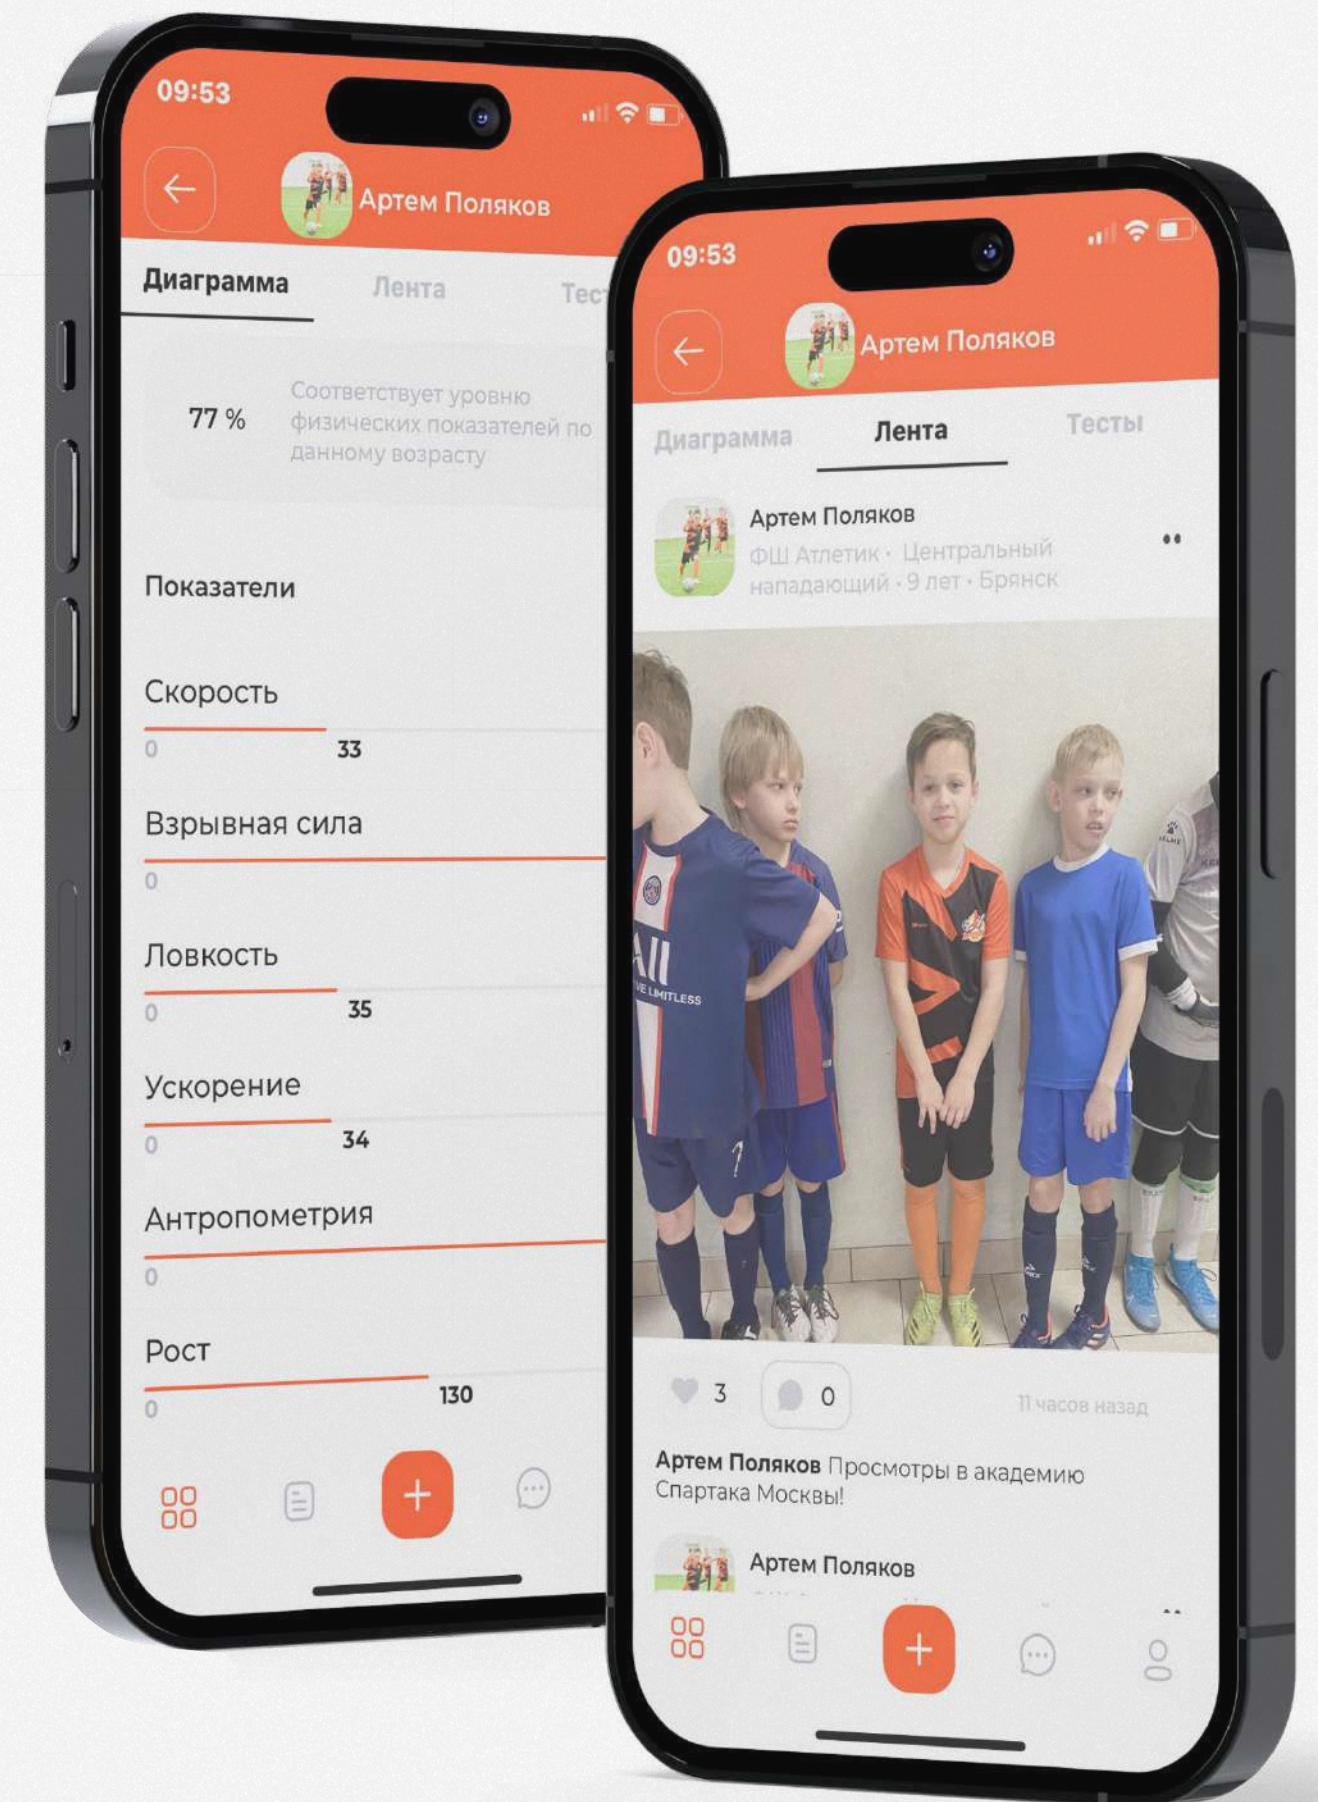 09:53
Артем Поляков
Диаграмма
Лента
77 %
Соответствует уровню
физических показателей по
данному возрасту
Показатели
Скорость
0
33
Взрывная сила
0
Ловкость
0
35
Ускорение
0
34
Антропометрия
0
Рост
0
130
09:53
Артем Поляков
Диаграмма
Лента
Тесты
Артем Поляков
ФШ Атлетик • Центральный
нападающий • 9 лет • Брянск
LIMITLESS
3
0
11 часов назад
Артем Поляков Просмотры в академию
Спартака Москвы!
Артем Поляков